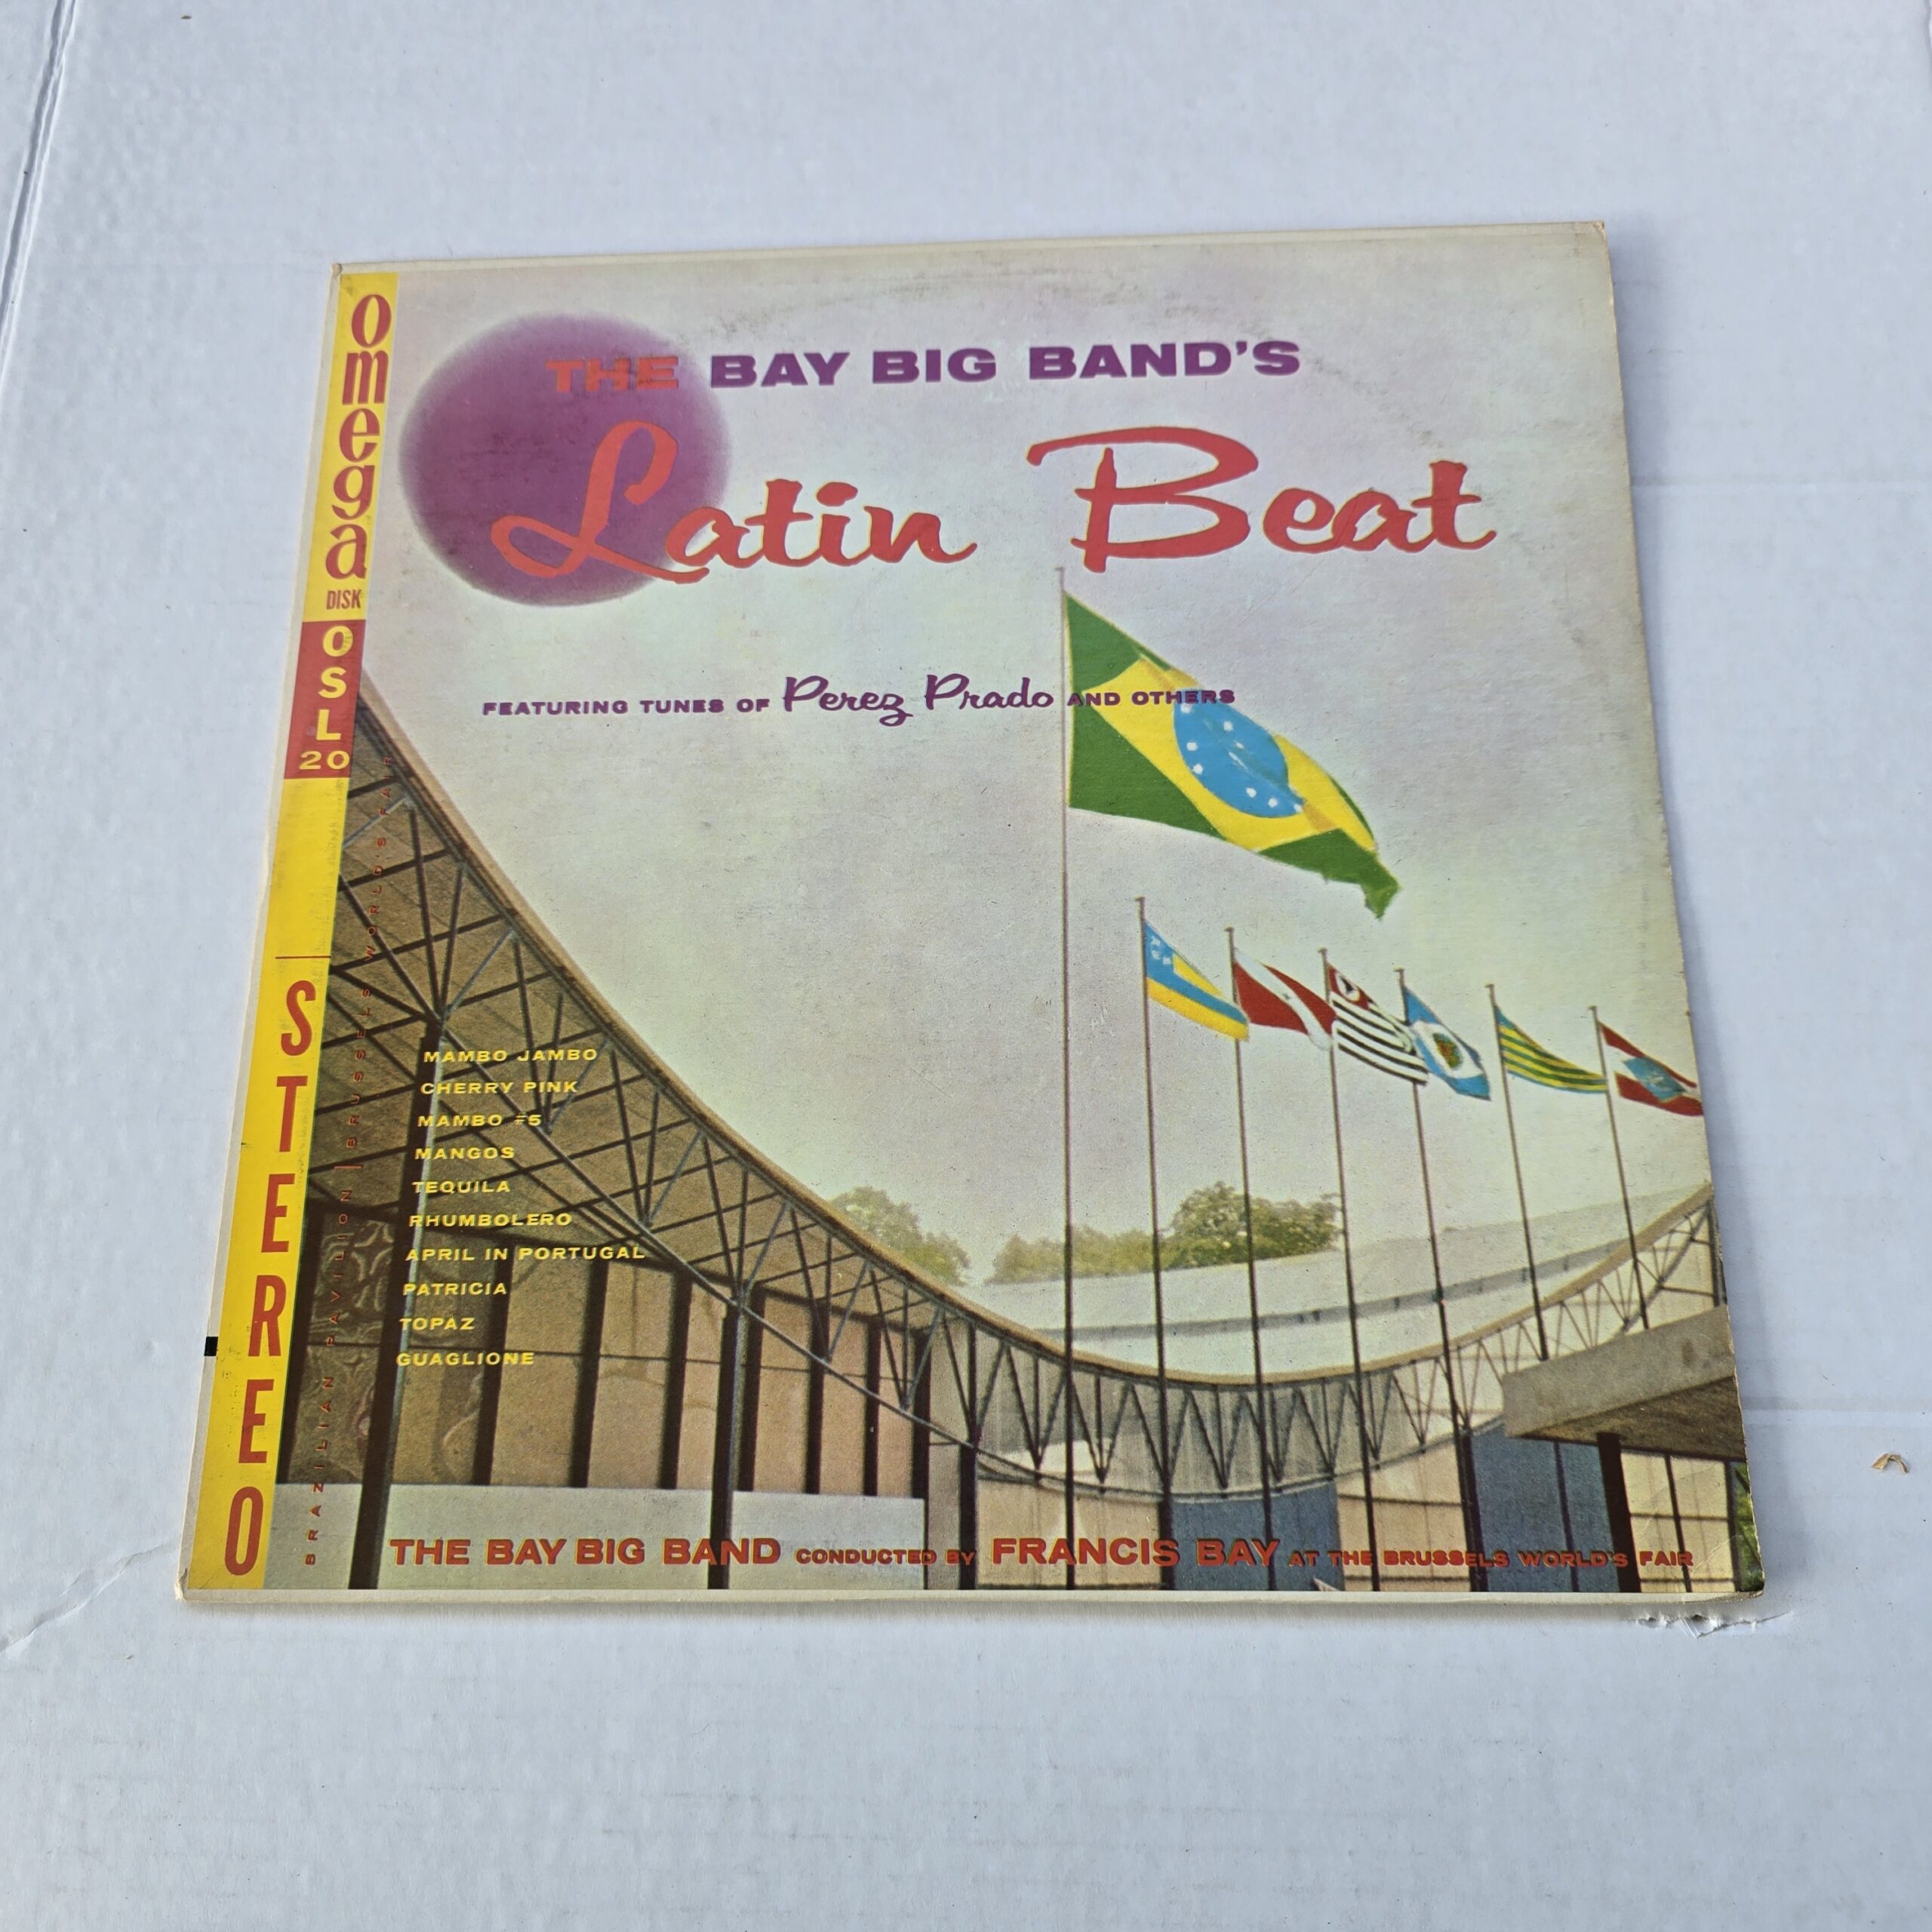 omega
DISK
OSL
20
STEREO
THE BAY BIG BAND'S
Latin Beat
FEATURING TUNES OF Perez Prado AND OTHERS
MAMBO JAMBO
CHERRY PINK
MAMBO #5
MANGOS
TEQUILA
RHUMBOLERO
APRIL IN PORTUGAL
PATRICIA
TOPAZ
GUAGLIONE
BRAZILIAN PAVILION | BRUSSELS WORLD'S FAIR
THE BAY BIG BAND CONDUCTED BY FRANCIS BAY AT THE BRUSSELS WORLD'S FAIR